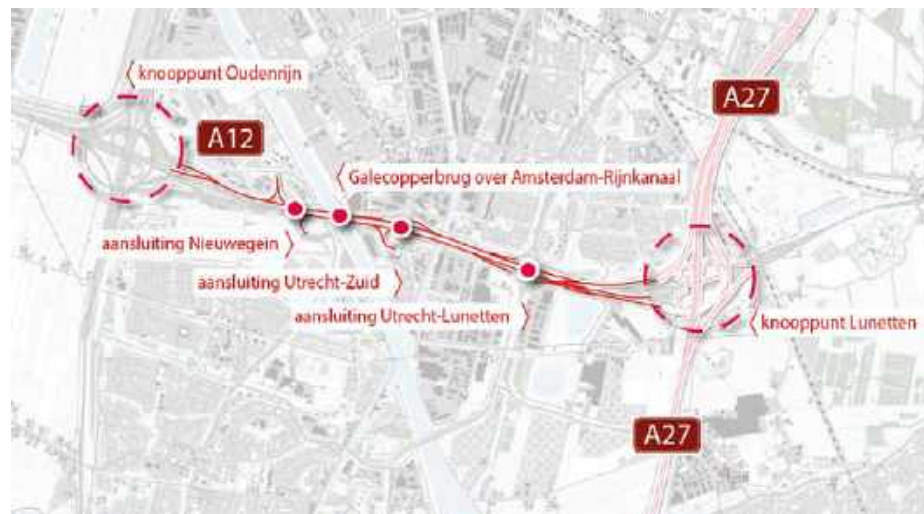 knooppunt Oudenrijn
A27
A12
Galecopperbrug over Amsterdam-Rijnkanaal
aansluiting Nieuwegein
aansluiting Utrecht-Zuid
aansluiting Utrecht-Lunetten
knooppunt Lunetten
A27